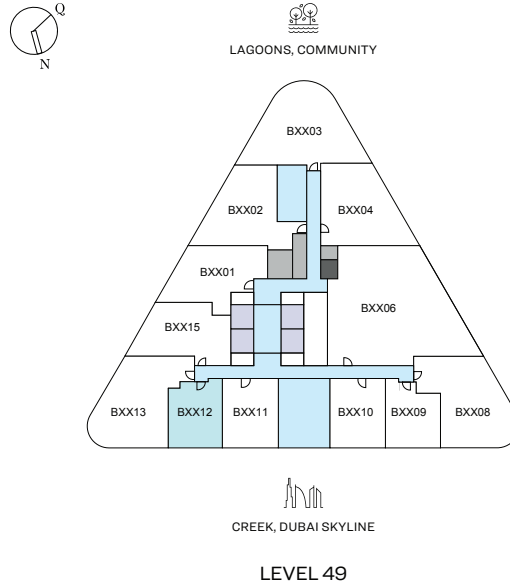 Q
N
LAGOONS, COMMUNITY
BXX03
BXX02
BXX04
BXX01
BXX06
BXX15
BXX13
BXX12
BXX11
BXX10
BXX09
BXX08
CREEK, DUBAI SKYLINE
LEVEL 49